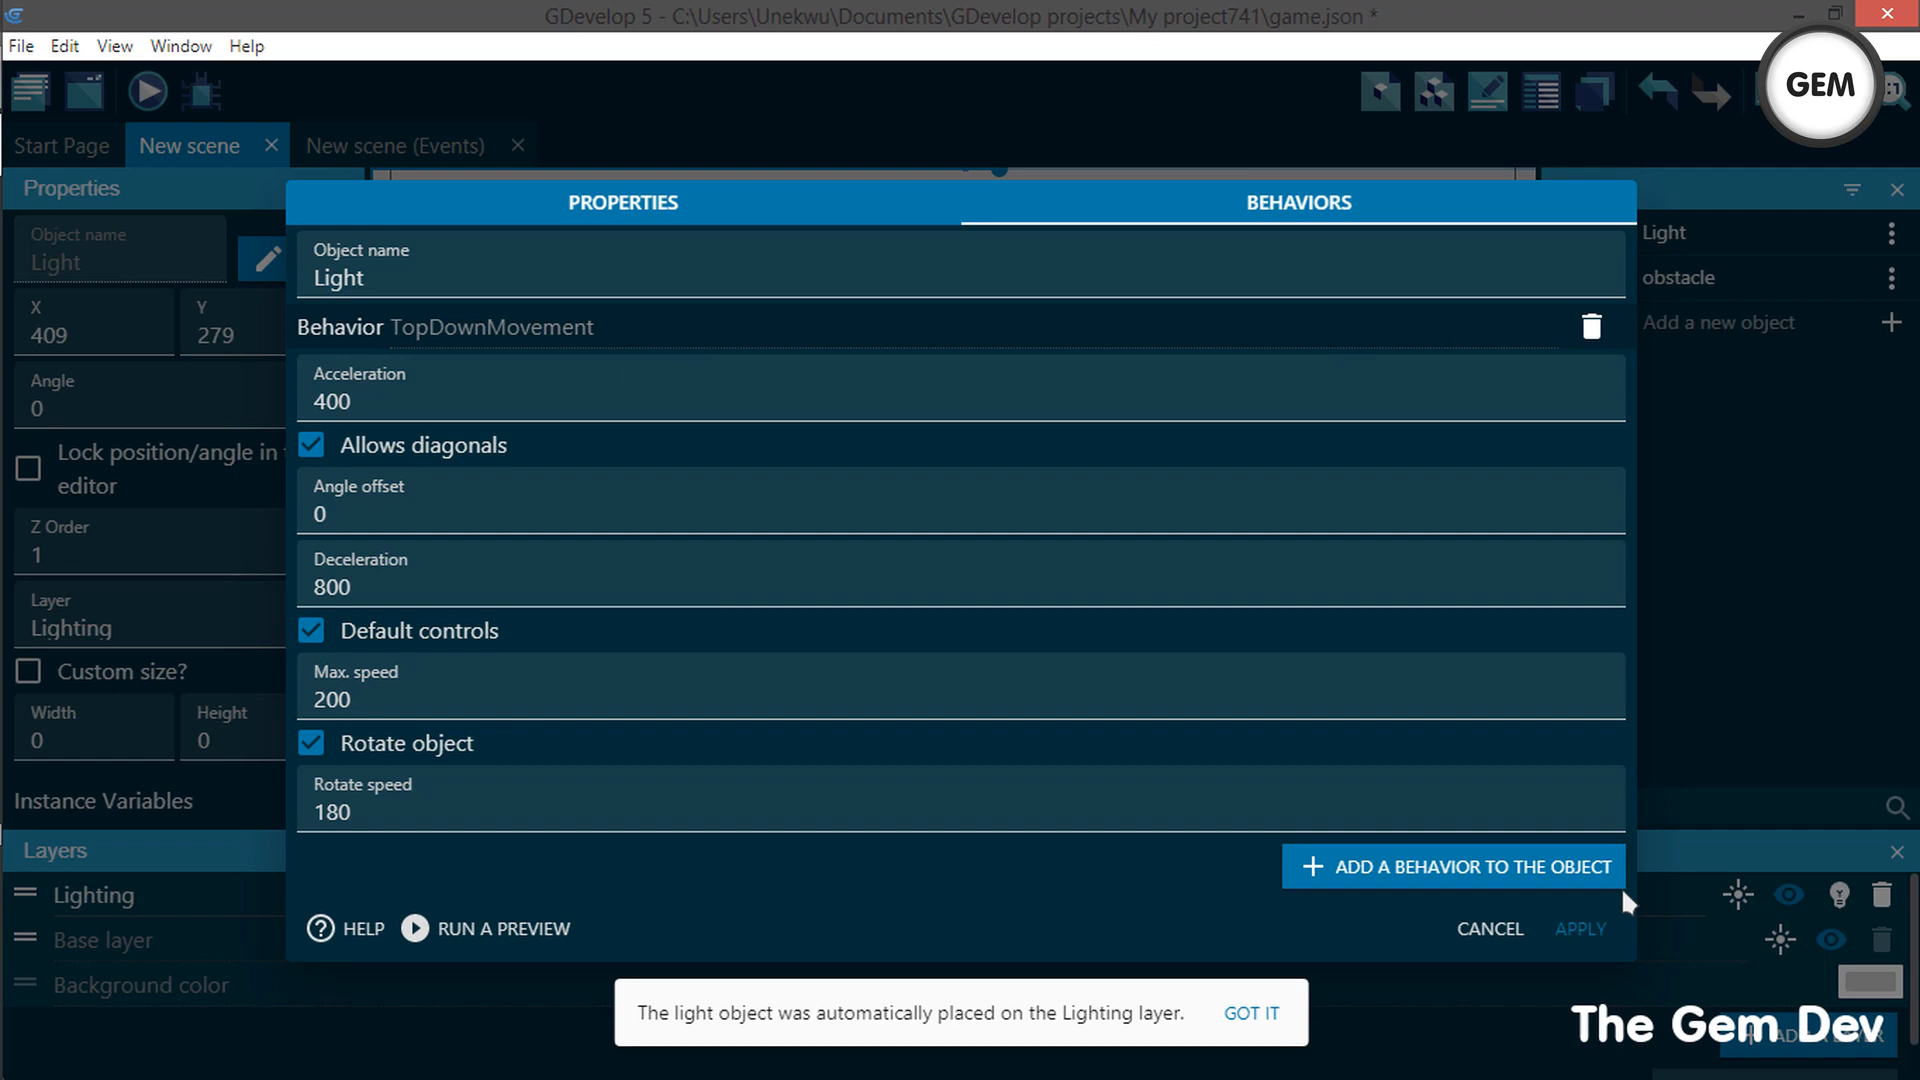 GDevelop 5 - C:\Users\Unekwu\Documents\GDevelop projects\My project741\game.json *
File Edit View Window Help
GEM
Start Page New scene New scene (Events)
Properties
PROPERTIES BEHAVIORS
Object name
Light
Object name
Light
Light
Behavior TopDownMovement
obstacle
Add a new object
X Y
409 279
Acceleration
400
Angle
0
Allows diagonals
Lock position/angle in
editor
Angle offset
0
Z Order
1
Deceleration
800
Layer
Lighting
Default controls
Custom size?
Max. speed
200
Width Height
0 0
Rotate object
Rotate speed
180
Instance Variables
Layers
ADD A BEHAVIOR TO THE OBJECT
Lighting
HELP RUN A PREVIEW CANCEL APPLY
Base layer
Background color
The light object was automatically placed on the Lighting layer. GOT IT
The Gem Dev